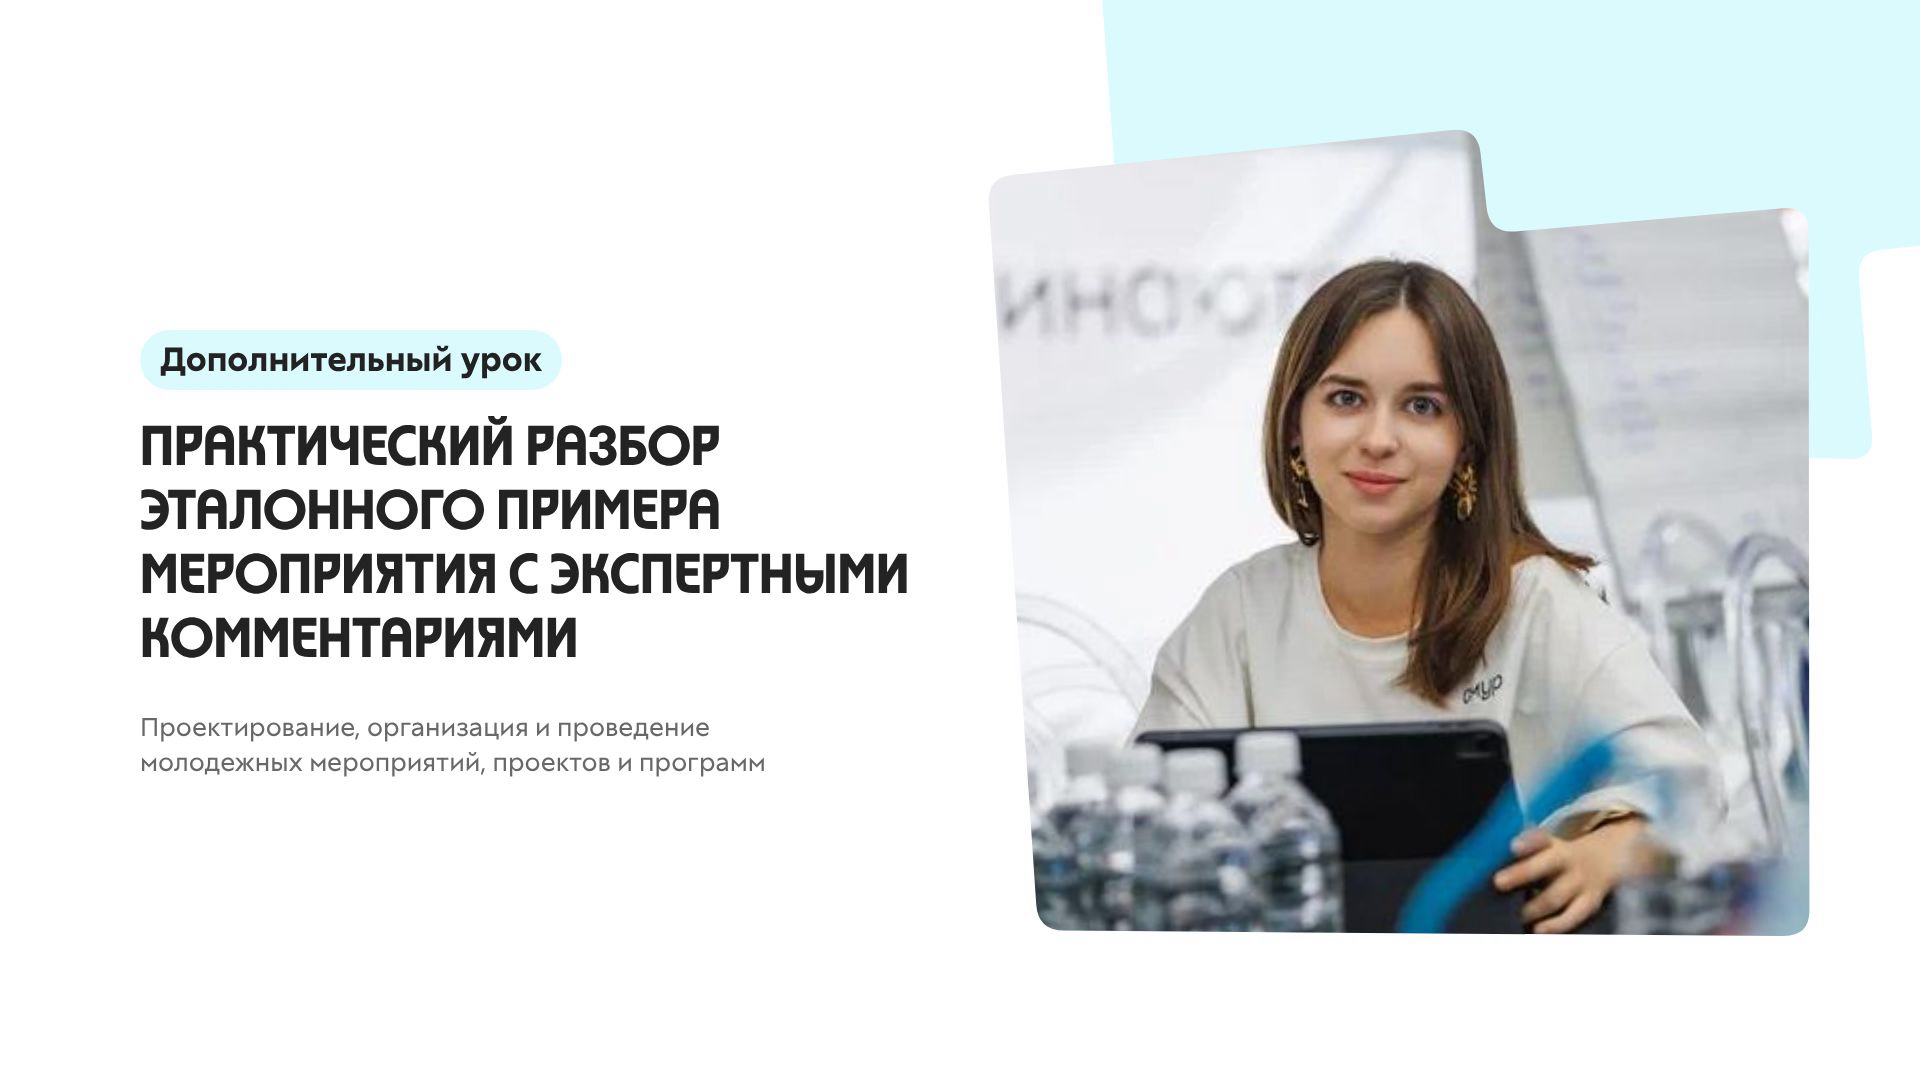 Дополнительный урок
ПРАКТИЧЕСКИЙ РАЗБОР
ЭТАЛОННОГО ПРИМЕРА
МЕРОПРИЯТИЯ С ЭКСПЕРТНЫМИ
КОММЕНТАРИЯМИ
Проектирование, организация и проведение
молодежных мероприятий, проектов и программ